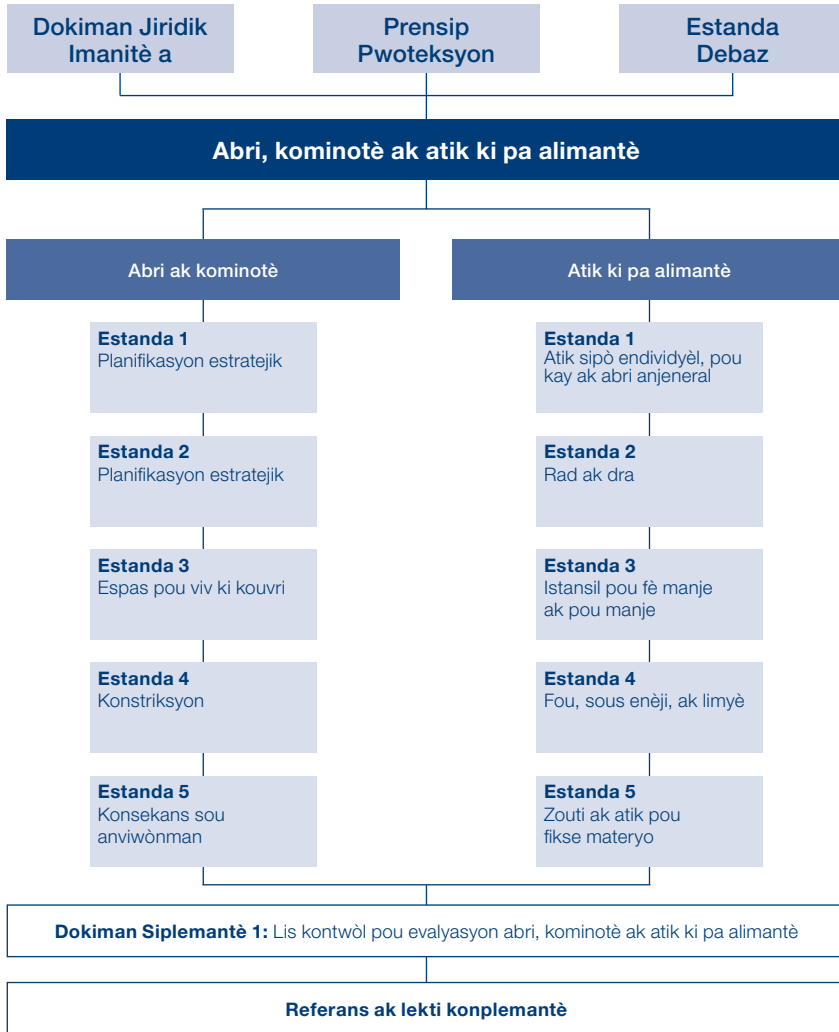 Dokiman Jiridik
Imanitè a
Prensip
Pwoteksyon
Estanda
Debaz
Abri, kominotè ak atik ki pa alimantè
Abri ak kominotè
Atik ki pa alimantè
Estanda 1
Planifikasyon estratejik
Estanda 1
Atik sipò endividyèl, pou
kay ak abri anjeneral
Estanda 2
Planifikasyon estratejik
Estanda 2
Rad ak dra
Estanda 3
Espas pou viv ki kouvri
Estanda 3
Istansil pou fè manje
ak pou manje
Estanda 4
Konstriksyon
Estanda 4
Fou, sous enèji, ak limyè
Estanda 5
Konsekans sou
anviwònman
Estanda 5
Zouti ak atik pou
fikse materyo
Dokiman Siplemantè 1: Lis kontwòl pou evalyasyon abri, kominotè ak atik ki pa alimantè
Referans ak lekti konplemantè